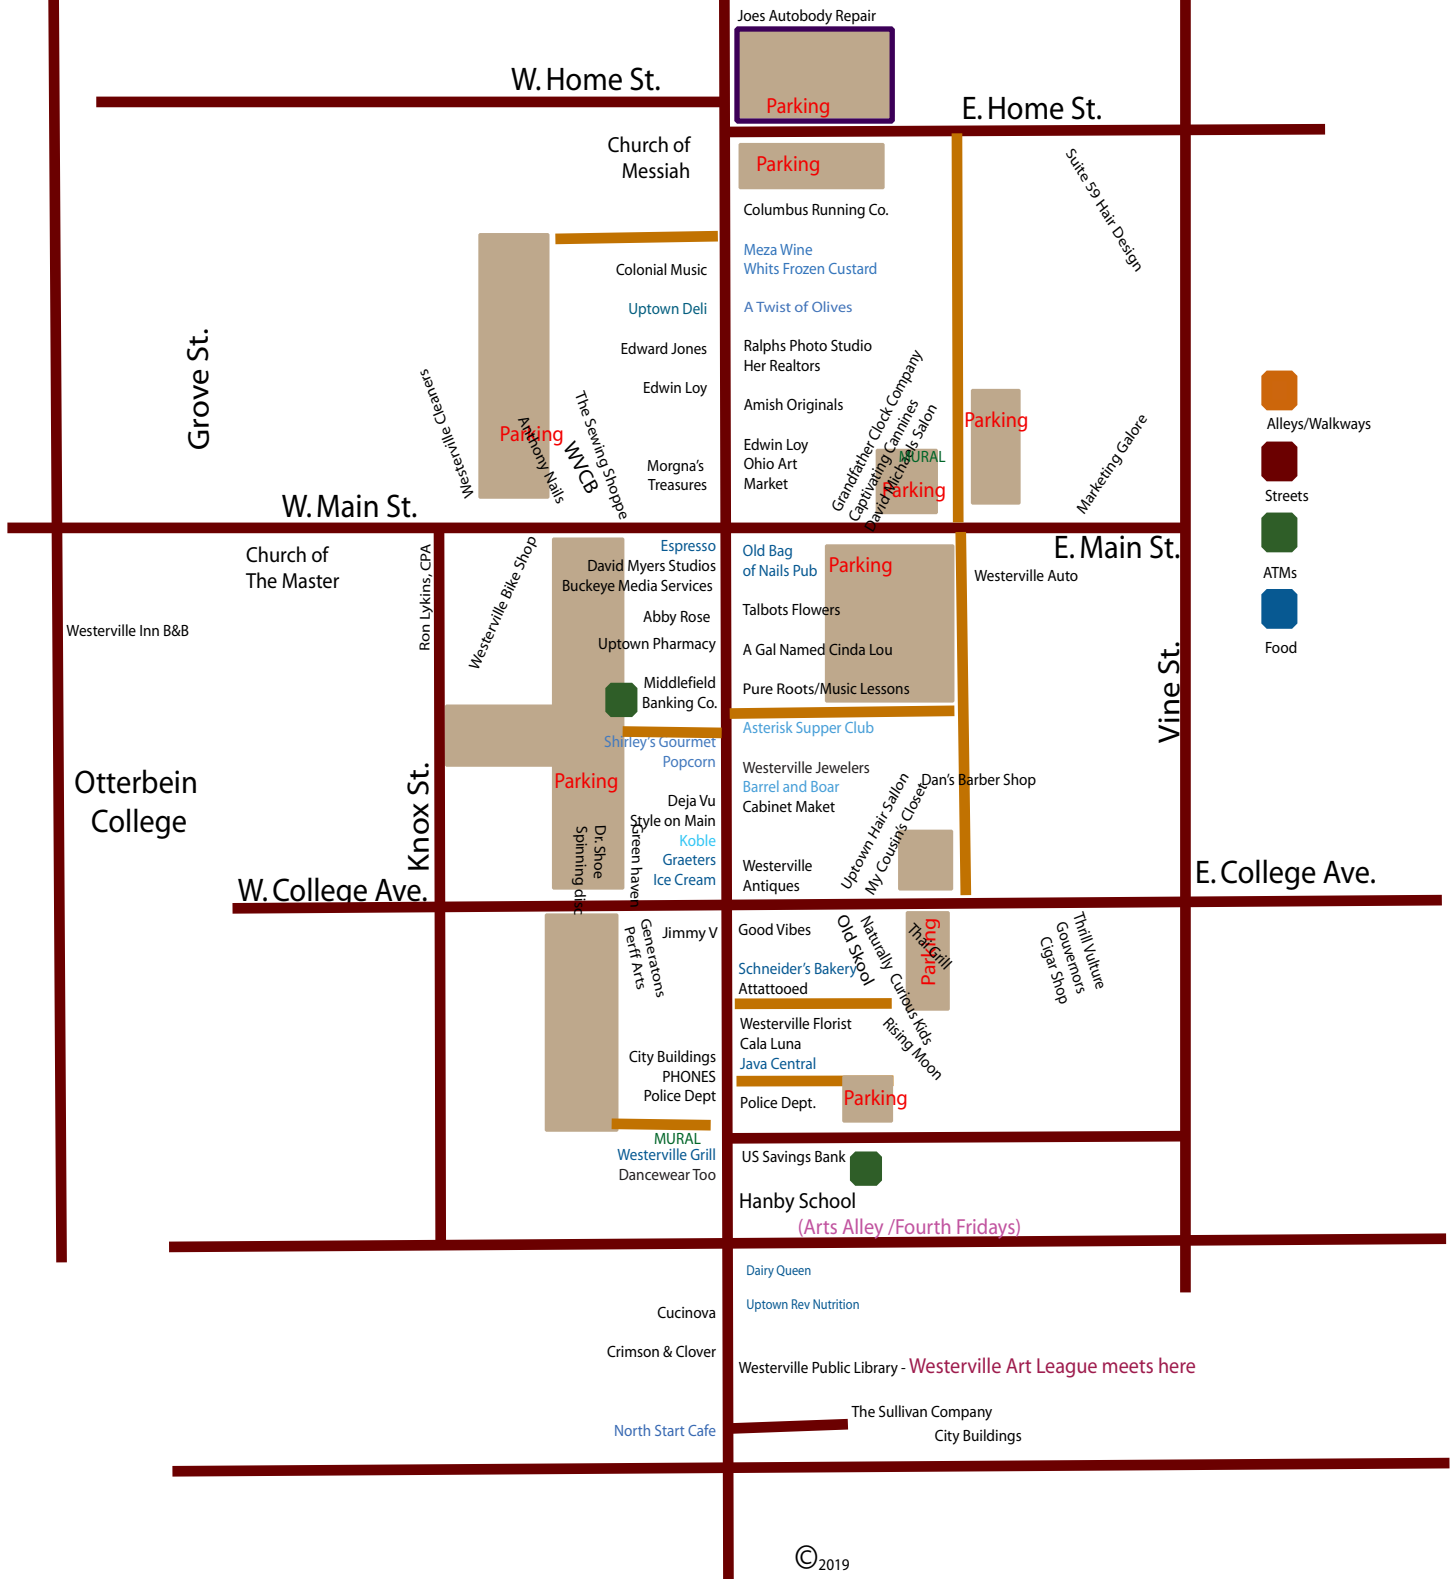 Joes Autobody Repair
W. Home St.
Parking
E. Home St.
Church of
Messiah
Parking
Suite 59 Hair Design
Columbus Running Co.
Meza Wine
Whits Frozen Custard
Colonial Music
Uptown Deli
A Twist of Olives
Grove St.
Edward Jones
Ralphs Photo Studio
Her Realtors
Edwin Loy
Westerville Cleaners
Parking
Anthony Nails
WVCB
The Sewing Shoppe
Amish Originals
Edwin Loy
Ohio Art
Market
Morgna's
Treasures
Grandfather Clock Company
Captivating Cannines
David Michaels Salon
MURAL
Parking
Parking
Marketing Galore
Alleys/Walkways
Streets
ATMs
Food
W. Main St.
E. Main St.
Church of
The Master
Ron Lykins, CPA
Westerville Bike Shop
Espresso
David Myers Studios
Buckeye Media Services
Abby Rose
Uptown Pharmacy
Middlefield
Banking Co.
Old Bag
of Nails Pub
Parking
Westerville Auto
Talbots Flowers
A Gal Named Cinda Lou
Pure Roots/Music Lessons
Westerville Inn B&B
Vine St.
Otterbein
College
Knox St.
Shirley's Gourmet
Popcorn
Parking
Asterisk Supper Club
Westerville Jewelers
Barrel and Boar
Cabinet Maket
Dan's Barber Shop
Uptown Hair Sallon
My Cousin's Closet
Deja Vu
Style on Main
Koble
Graeters
Ice Cream
Spinning disc
Dr. Shoe
Green haven
Westerville
Antiques
W. College Ave.
E. College Ave.
Jimmy V
Generatons
Perff Arts
Good Vibes
Schneider's Bakery
Attattooed
Old Skool
Naturally Curious Kids
Thai Grill
Parking
Rising Moon
Thrill Vulture
Gouvernors
Cigar Shop
Westerville Florist
Cala Luna
Java Central
City Buildings
PHONES
Police Dept
Police Dept.
Parking
MURAL
Westerville Grill
Dancewear Too
US Savings Bank
Hanby School
(Arts Alley /Fourth Fridays)
Dairy Queen
Uptown Rev Nutrition
Cucinova
Crimson & Clover
Westerville Public Library - Westerville Art League meets here
The Sullivan Company
City Buildings
North Start Cafe
©2019